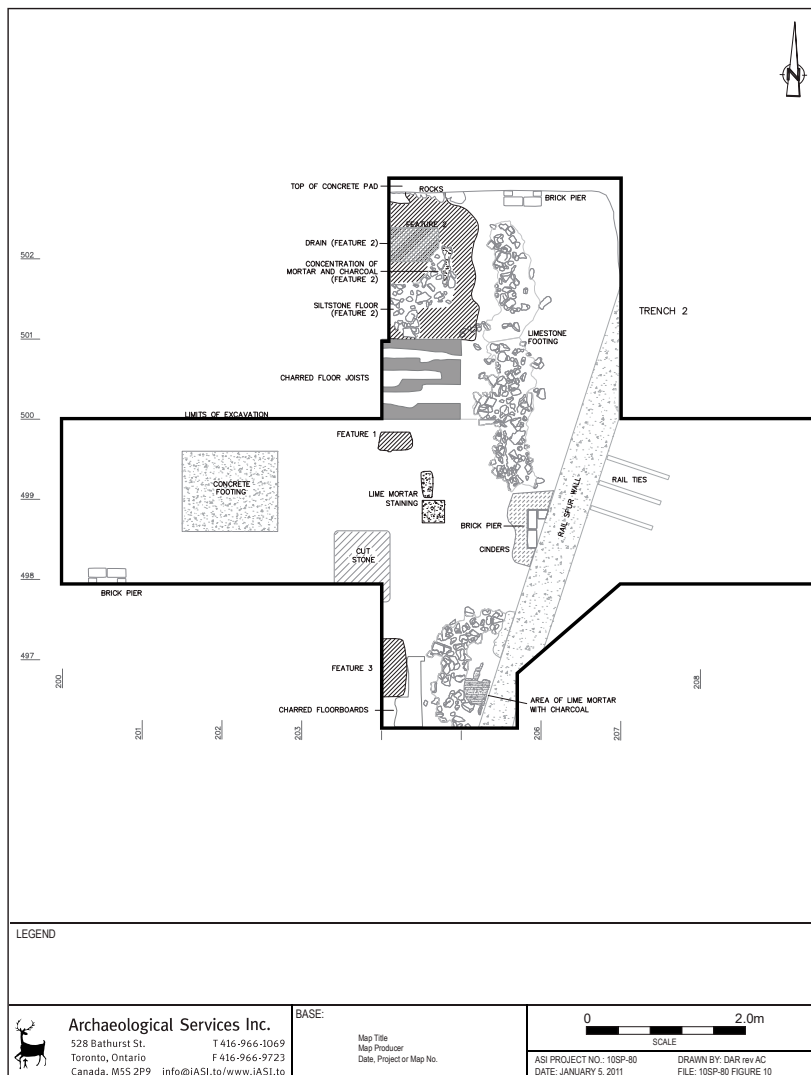 N
TOP OF CONCRETE PAD
ROCKS
BRICK PIER
FEATURE 2
DRAIN (FEATURE 2)
502
CONCENTRATION OF
MORTAR AND CHARCOAL
(FEATURE 2)
SILTSTONE FLOOR
(FEATURE 2)
TRENCH 2
501
LIMESTONE
FOOTING
CHARRED FLOOR JOISTS
500
LIMITS OF EXCAVATION
FEATURE 1
CONCRETE
FOOTING
499
LIME MORTAR
STAINING
RAIL TIES
RAIL SPUR WALL
BRICK PIER
CINDERS
CUT
STONE
498
BRICK PIER
497
FEATURE 3
200
208
CHARRED FLOORBOARDS
AREA OF LIME MORTAR
WITH CHARCOAL
201
202
203
206
207
LEGEND
Archaeological Services Inc.
528 Bathurst St. T 416-966-1069
Toronto, Ontario F 416-966-9723
Canada, M5S 2P9 info@iASI.to/www.iASI.to
BASE:
Map Title
Map Producer
Date, Project or Map No.
0 2.0m
SCALE
ASI PROJECT NO.: 10SP-80 DRAWN BY: DAR rev AC
DATE: JANUARY 5, 2011 FILE: 10SP-80 FIGURE 10